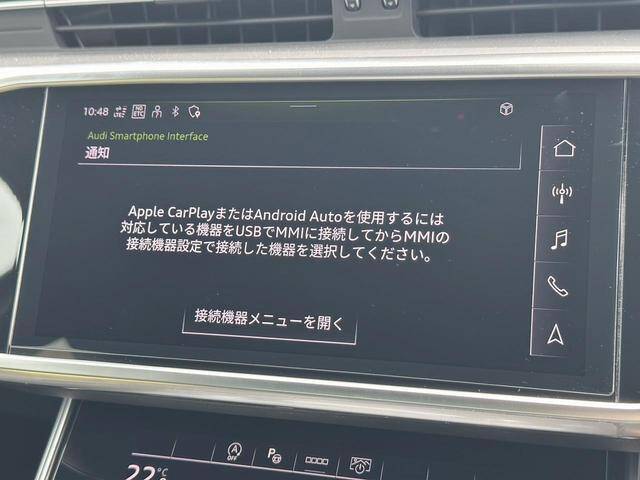 10:48 LTE NO ETC
Audi Smartphone Interface
通知
Apple CarPlayまたはAndroid Autoを使用するには
対応している機器をUSBでMMIに接続してからMMIの
接続機器設定で接続した機器を選択してください。
接続機器メニューを開く
A OFF P
22°C